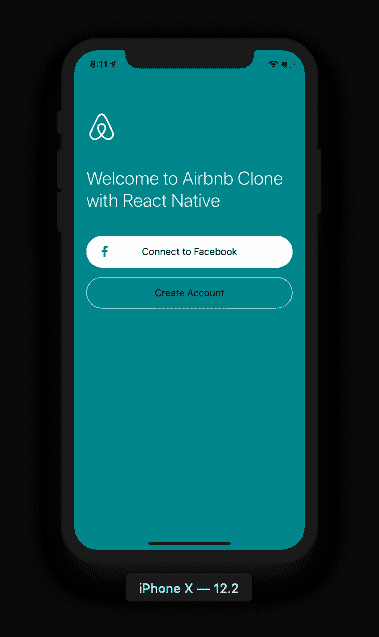 8:11
Welcome to Airbnb Clone
with React Native
f Connect to Facebook
Create Account
iPhone X — 12.2